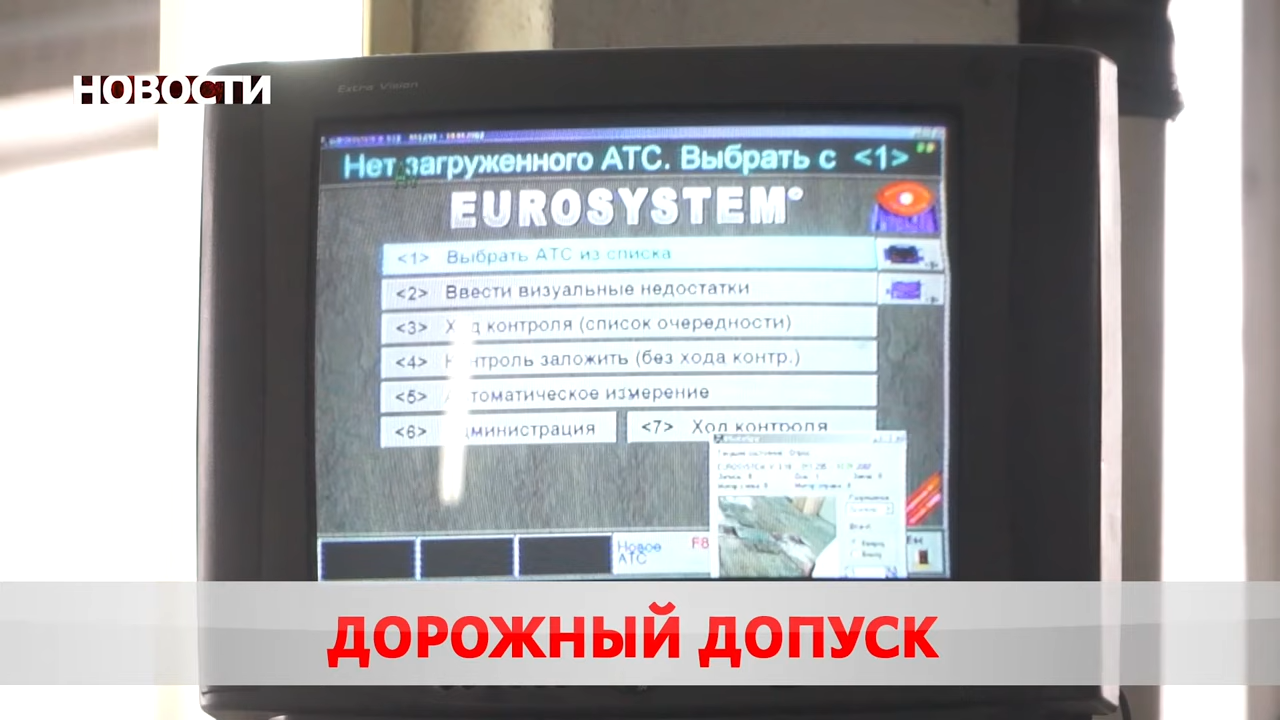 НОВОСТИ
Extra Vision
Нет загруженного АТС. Выбрать с <1>
EUROSYSTEM
<1> Выбрать АТС из списка
<2> Ввести визуальные недостатки
<3> Ход контроля (список очередности)
<4> Контроль заложить (без хода контр.)
<5> Автоматическое измерение
<6> Администрация <7> Ход контроля
Новое F8
АТС
Esc
ДОРОЖНЫЙ ДОПУСК